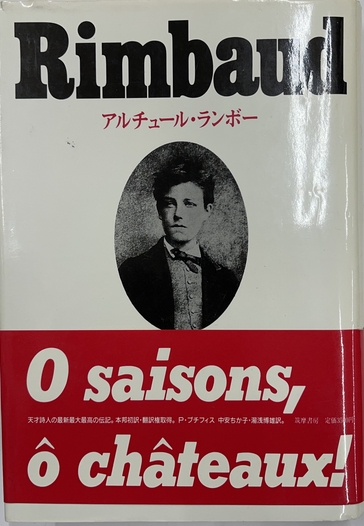 Rimbaud
アルチュール・ランボー
O saisons,
天才詩人の最新最大最高の伝記。本邦初訳・翻訳権取得。P・プチフィス 中安ちか子・湯浅博雄訳。 筑摩書房 定価
ô châteaux!